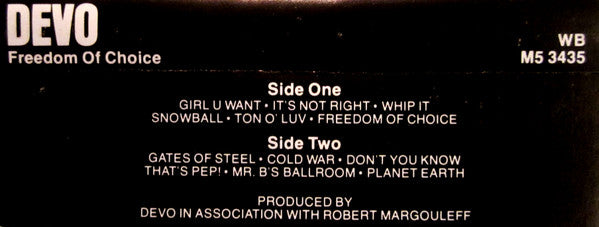 DEVO
Freedom Of Choice
WB
M5 3435
Side One
GIRL U WANT • IT'S NOT RIGHT • WHIP IT
SNOWBALL • TON O' LUV • FREEDOM OF CHOICE
Side Two
GATES OF STEEL • COLD WAR • DON'T YOU KNOW
THAT'S PEP! • MR. B'S BALLROOM • PLANET EARTH
PRODUCED BY
DEVO IN ASSOCIATION WITH ROBERT MARGOULEFF